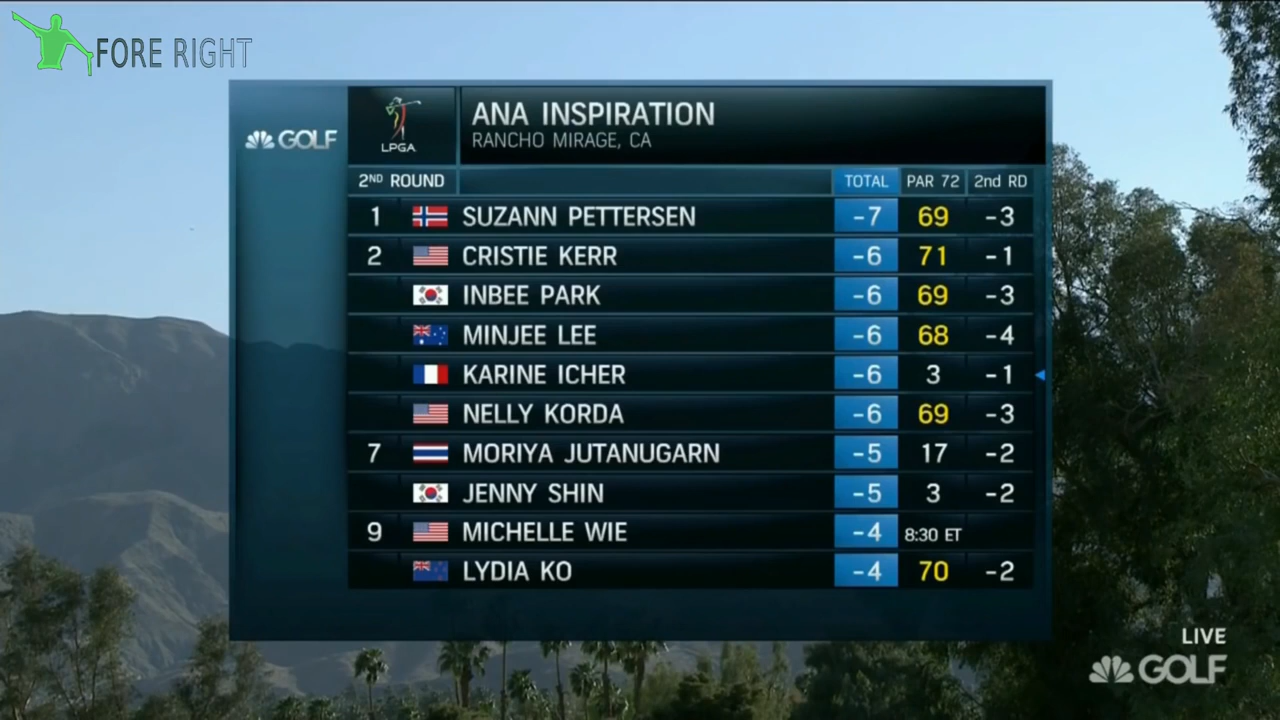 FORE RIGHT
GOLF
LPGA
ANA INSPIRATION
RANCHO MIRAGE, CA
2ND ROUND TOTAL PAR 72 2nd RD
1 SUZANN PETTERSEN -7 69 -3
2 CRISTIE KERR -6 71 -1
INBEE PARK -6 69 -3
MINJEE LEE -6 68 -4
KARINE ICHER -6 3 -1
NELLY KORDA -6 69 -3
7 MORIYA JUTANUGARN -5 17 -2
JENNY SHIN -5 3 -2
9 MICHELLE WIE -4 8:30 ET
LYDIA KO -4 70 -2
LIVE
GOLF